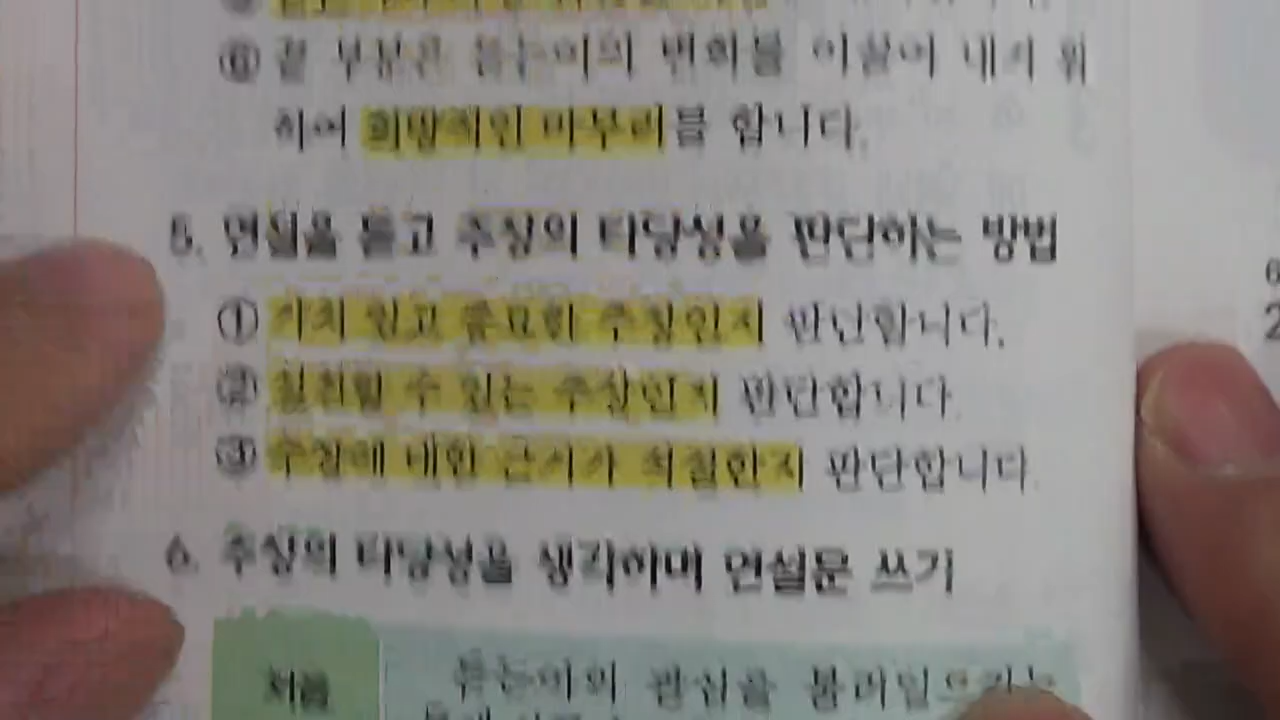 ⑥ 끝 부분은 듣는이의 변화를 이끌어 내기 위
하여 희망적인 마무리를 합니다.
5. 연설을 듣고 주장의 타당성을 판단하는 방법
① 가치 있고 중요한 주장인지 판단합니다.
② 실천할 수 있는 주장인지 판단합니다.
③ 주장에 대한 근거가 적절한지 판단합니다.
6. 주장의 타당성을 생각하며 연설문 쓰기
처음
듣는이의 관심을 불러일으키는